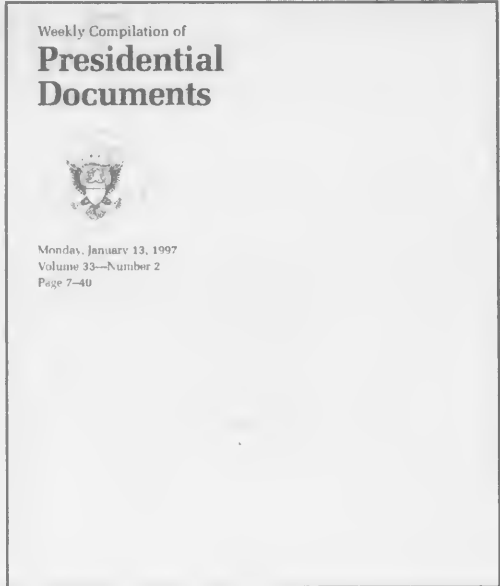 Weekly Compilation of
Presidential
Documents
Monday, January 13, 1997
Volume 33—Number 2
Page 7–40